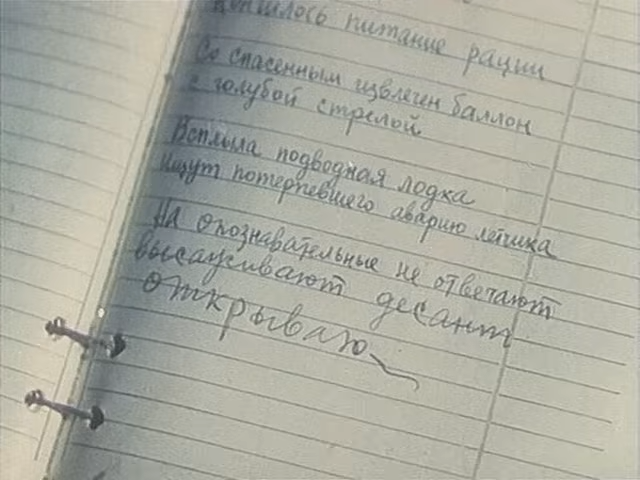 кончилось питание рации
Со спасенным извлечен баллон
с голубой стрелой
Всплыла подводная лодка
ищут потерпевшего аварию летчика
На опознавательные не отвечают
высаживают десант
открываю